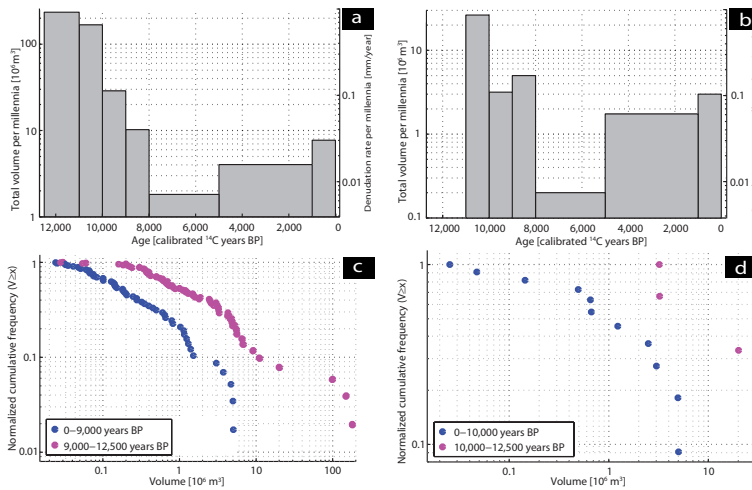 a
Total volume per millennia [10⁶ m³]
100
10
1
12,000
10,000
8,000
6,000
4,000
2,000
0
Age [calibrated ¹⁴C years BP]
Denudation rate per millennia [mm/year]
0.1
0.01
b
Total volume per millennia [10⁶ m³]
10
1
0.1
12,000
10,000
8,000
6,000
4,000
2,000
0
Age [calibrated ¹⁴C years BP]
0.1
0.01
c
Normalized cumulative frequency (V≥x)
1
0.1
0.01
0–9,000 years BP
9,000–12,500 years BP
0.1
1
10
100
Volume [10⁶ m³]
d
Normalized cumulative frequency (V≥x)
1
0.1
0–10,000 years BP
10,000–12,500 years BP
0.1
1
10
Volume [10⁶ m³]